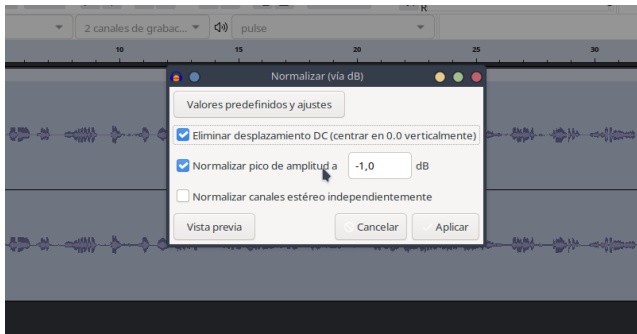 R
2 canales de grabac... pulse
10 15 20 25 30
Normalizar (vía dB)
Valores predefinidos y ajustes
Eliminar desplazamiento DC (centrar en 0.0 verticalmente)
Normalizar pico de amplitud a -1,0 dB
Normalizar canales estéreo independientemente
Vista previa Cancelar Aplicar